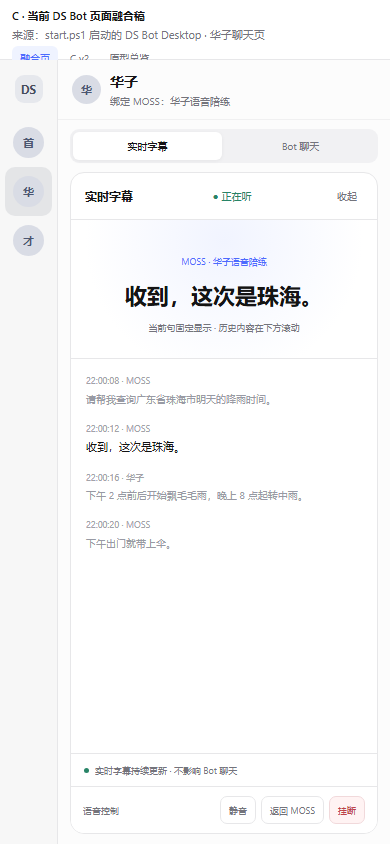 C · 当前 DS Bot 页面融合稿
来源：start.ps1 启动的 DS Bot Desktop · 华子聊天页
融合页 C v2 原型总览
DS
首
华
才
华
华子
绑定 MOSS：华子语音陪练
实时字幕 Bot 聊天
实时字幕 正在听 收起
MOSS · 华子语音陪练
收到，这次是珠海。
当前句固定显示 · 历史内容在下方滚动
22:00:08 · MOSS
请帮我查询广东省珠海市明天的降雨时间。
22:00:12 · MOSS
收到，这次是珠海。
22:00:16 · 华子
下午 2 点前后开始飘毛毛雨，晚上 8 点起转中雨。
22:00:20 · MOSS
下午出门就带上伞。
实时字幕持续更新 · 不影响 Bot 聊天
语音控制 静音 返回 MOSS 挂断